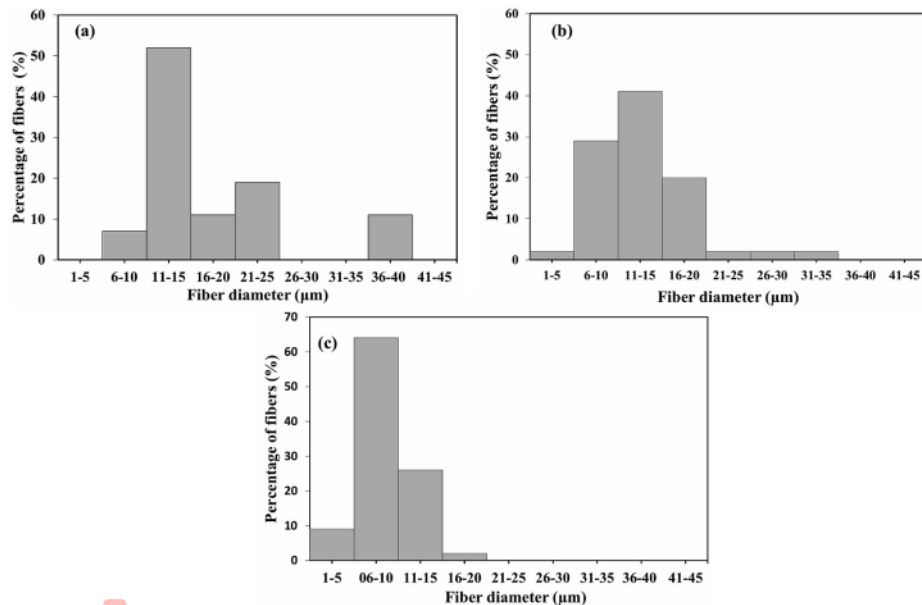 (a)
Percentage of fibers (%)
60
50
40
30
20
10
0
1-5 6-10 11-15 16-20 21-25 26-30 31-35 36-40 41-45
Fiber diameter (µm)
(b)
Percentage of fibers (%)
60
50
40
30
20
10
0
1-5 6-10 11-15 16-20 21-25 26-30 31-35 36-40 41-45
Fiber diameter (µm)
(c)
Percentage of fibers (%)
70
60
50
40
30
20
10
0
1-5 06-10 11-15 16-20 21-25 26-30 31-35 36-40 41-45
Fiber diameter (µm)